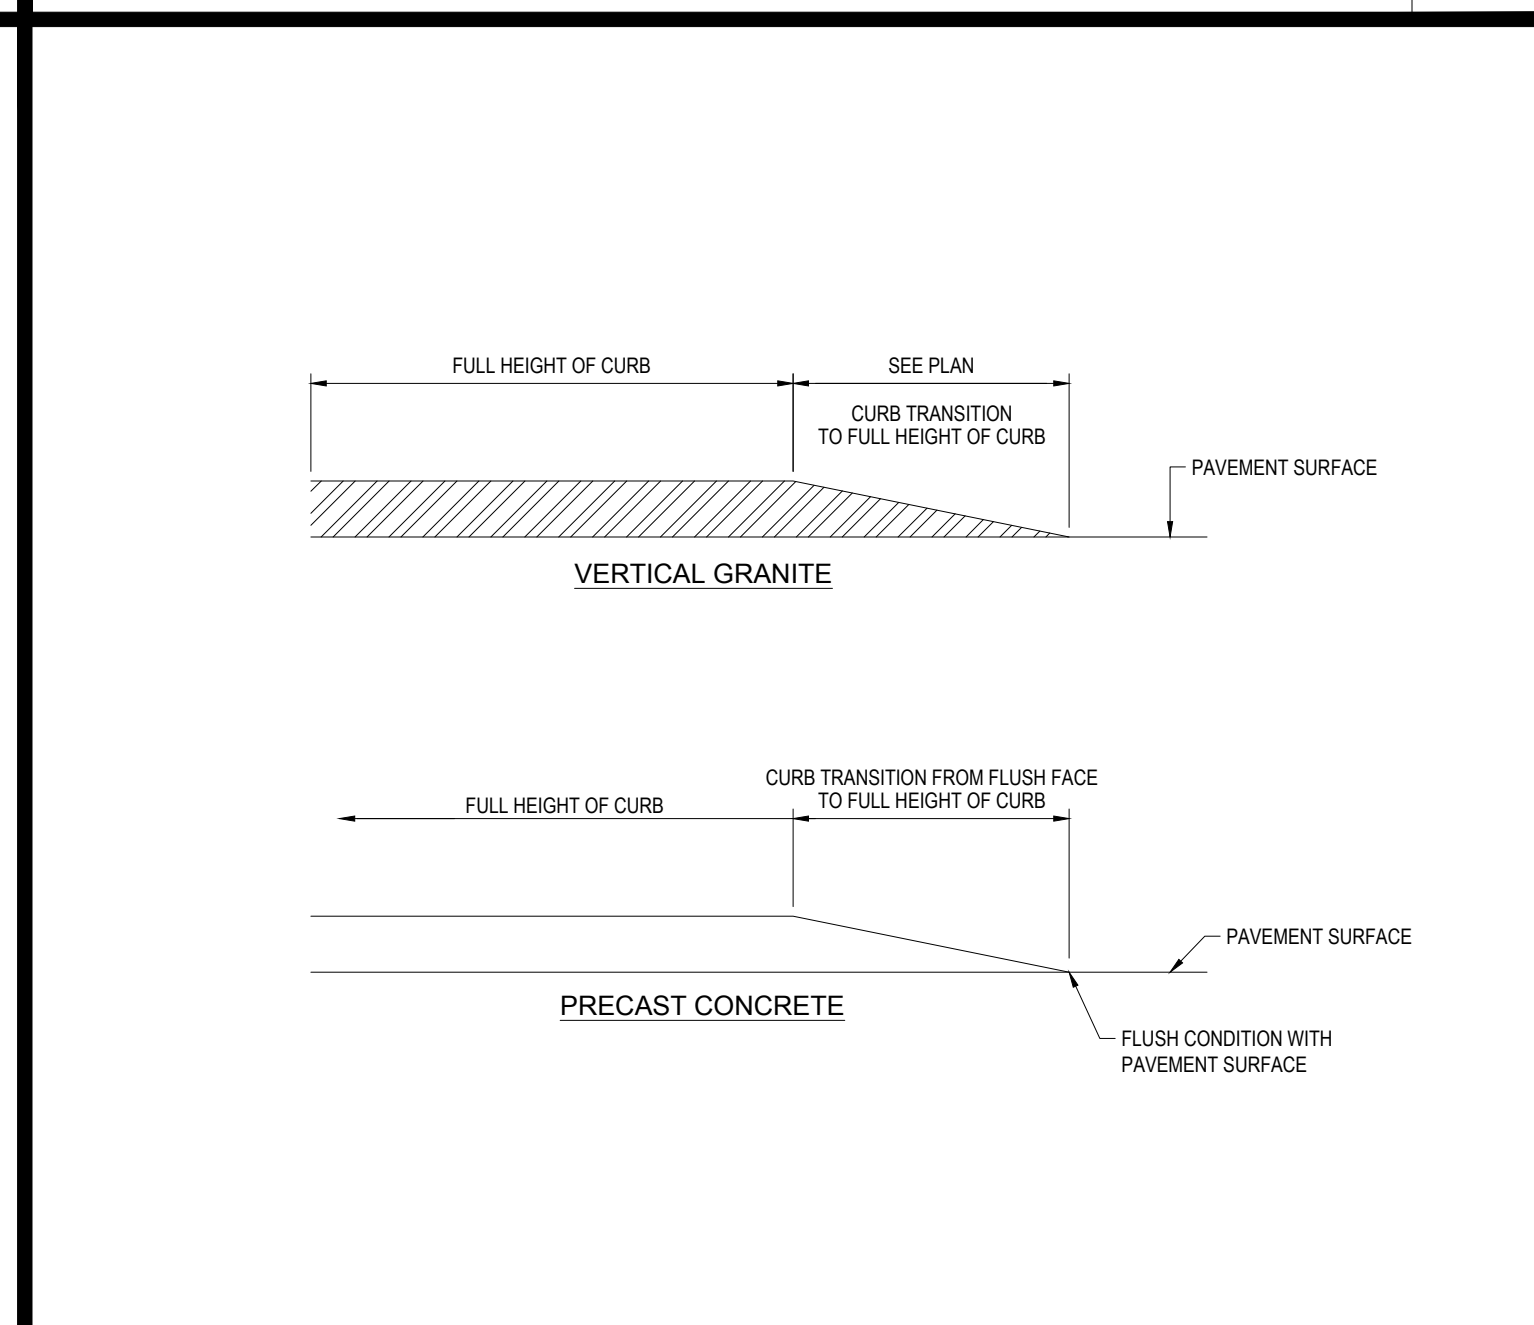 FULL HEIGHT OF CURB
SEE PLAN
CURB TRANSITION
TO FULL HEIGHT OF CURB
PAVEMENT SURFACE
VERTICAL GRANITE
CURB TRANSITION FROM FLUSH FACE
TO FULL HEIGHT OF CURB
FULL HEIGHT OF CURB
PAVEMENT SURFACE
PRECAST CONCRETE
FLUSH CONDITION WITH
PAVEMENT SURFACE